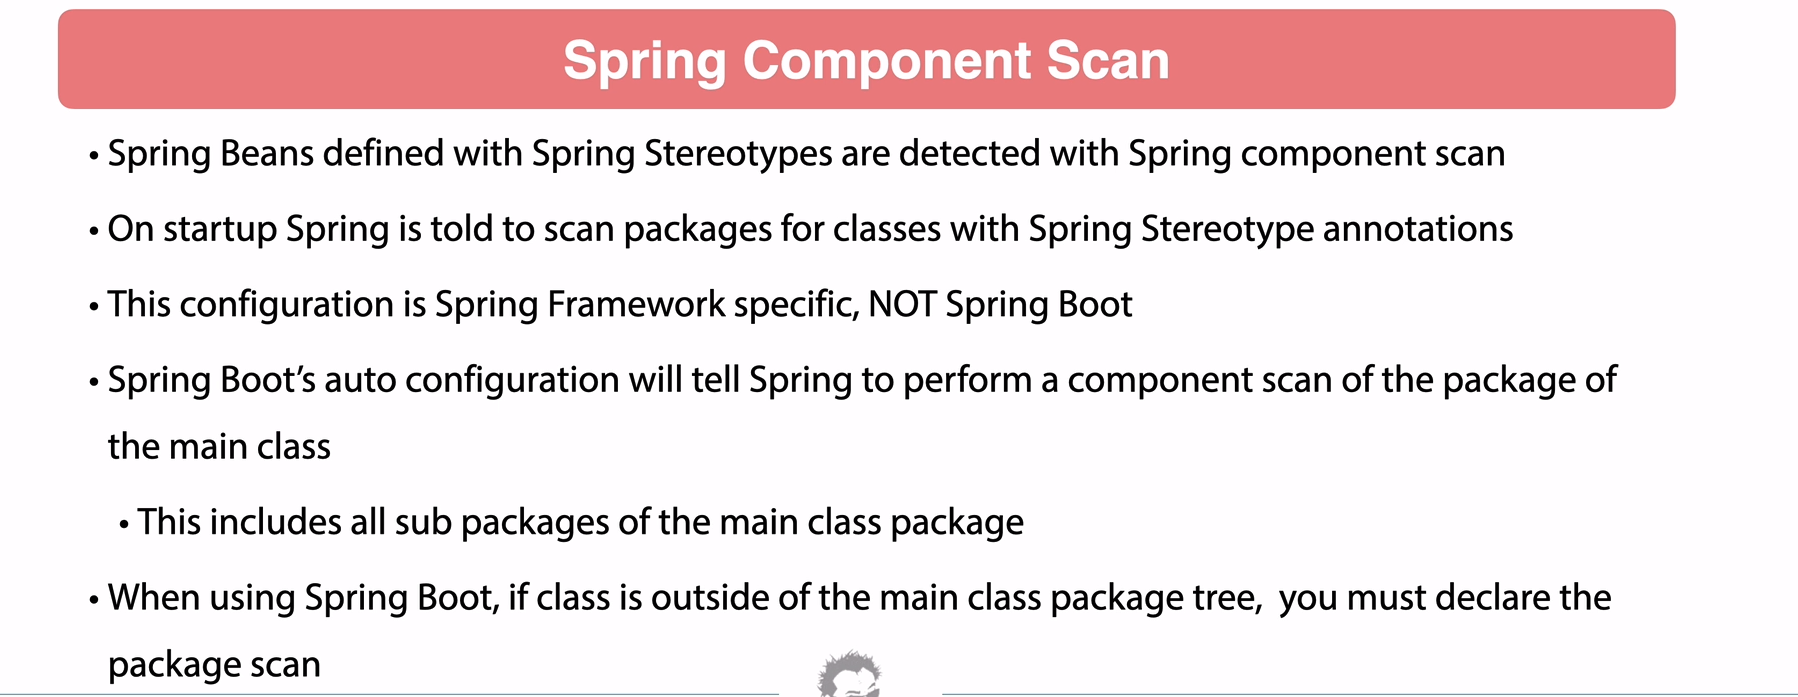 Spring Component Scan
• Spring Beans defined with Spring Stereotypes are detected with Spring component scan
• On startup Spring is told to scan packages for classes with Spring Stereotype annotations
• This configuration is Spring Framework specific, NOT Spring Boot
• Spring Boot’s auto configuration will tell Spring to perform a component scan of the package of
the main class
• This includes all sub packages of the main class package
• When using Spring Boot, if class is outside of the main class package tree,  you must declare the
package scan